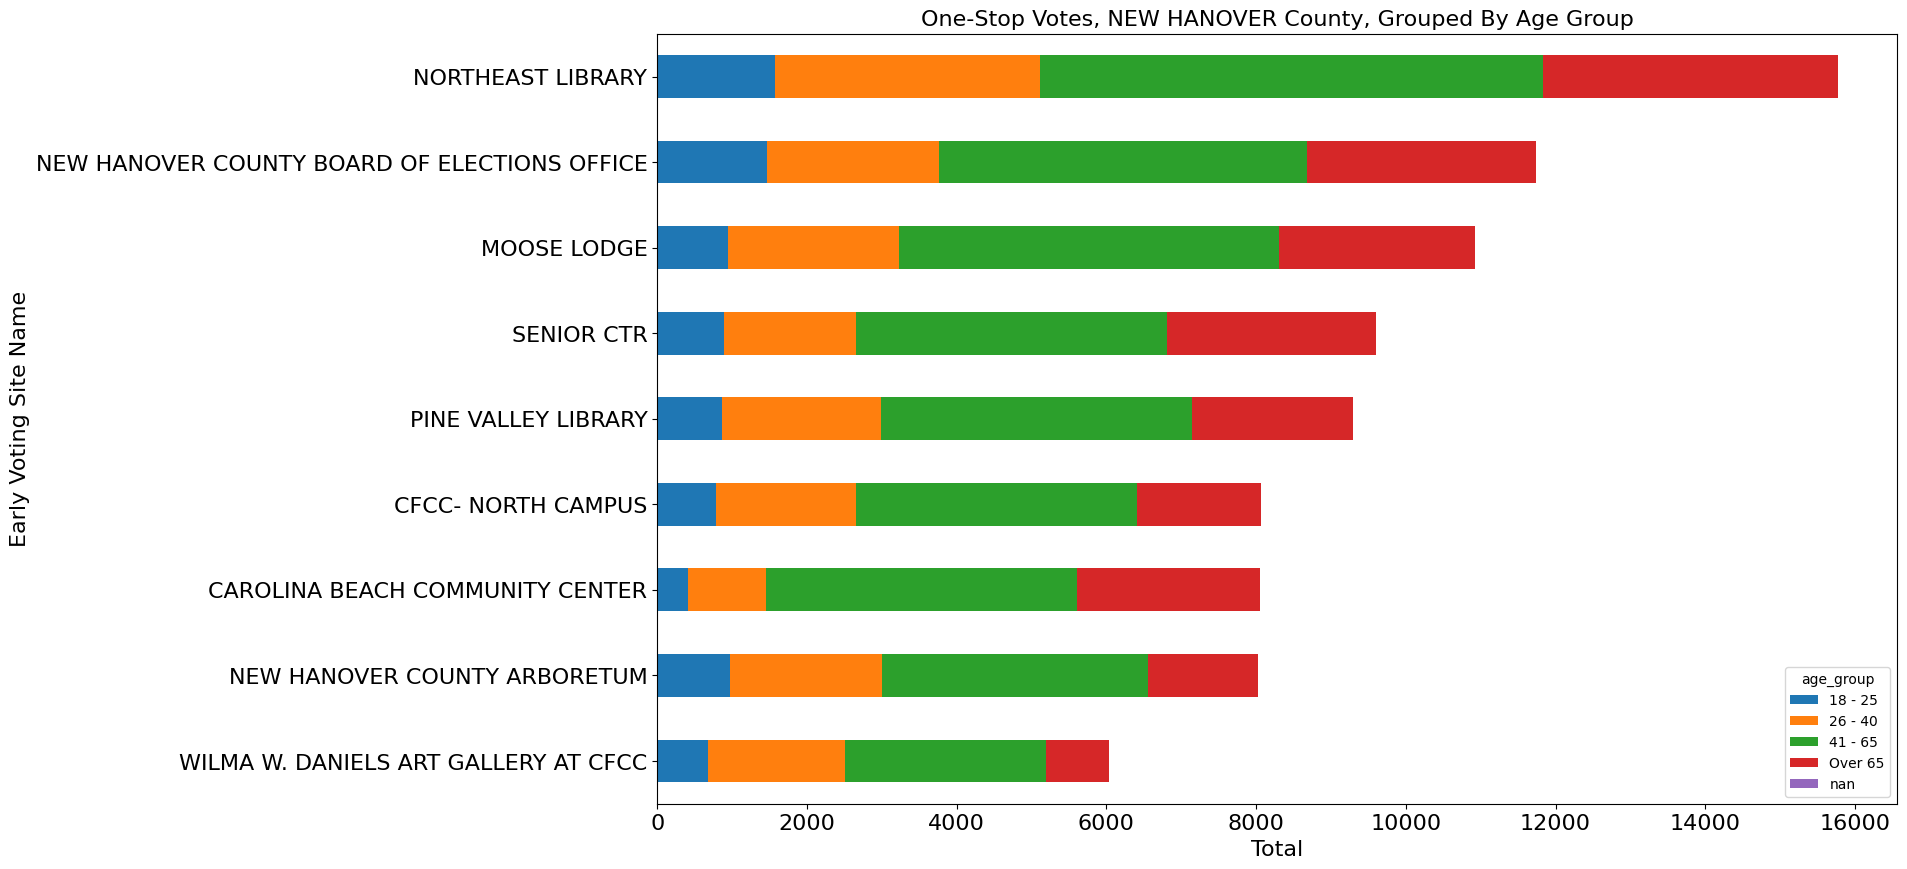 One-Stop Votes, NEW HANOVER County, Grouped By Age Group
Early Voting Site Name
NORTHEAST LIBRARY
NEW HANOVER COUNTY BOARD OF ELECTIONS OFFICE
MOOSE LODGE
SENIOR CTR
PINE VALLEY LIBRARY
CFCC- NORTH CAMPUS
CAROLINA BEACH COMMUNITY CENTER
NEW HANOVER COUNTY ARBORETUM
WILMA W. DANIELS ART GALLERY AT CFCC
age_group
18 - 25
26 - 40
41 - 65
Over 65
nan
0 2000 4000 6000 8000 10000 12000 14000 16000
Total